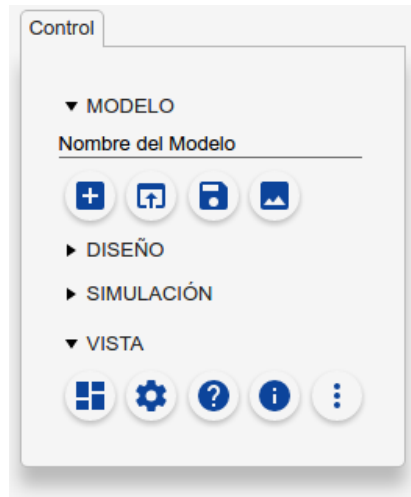 Control
MODELO
Nombre del Modelo
DISEÑO
SIMULACIÓN
VISTA